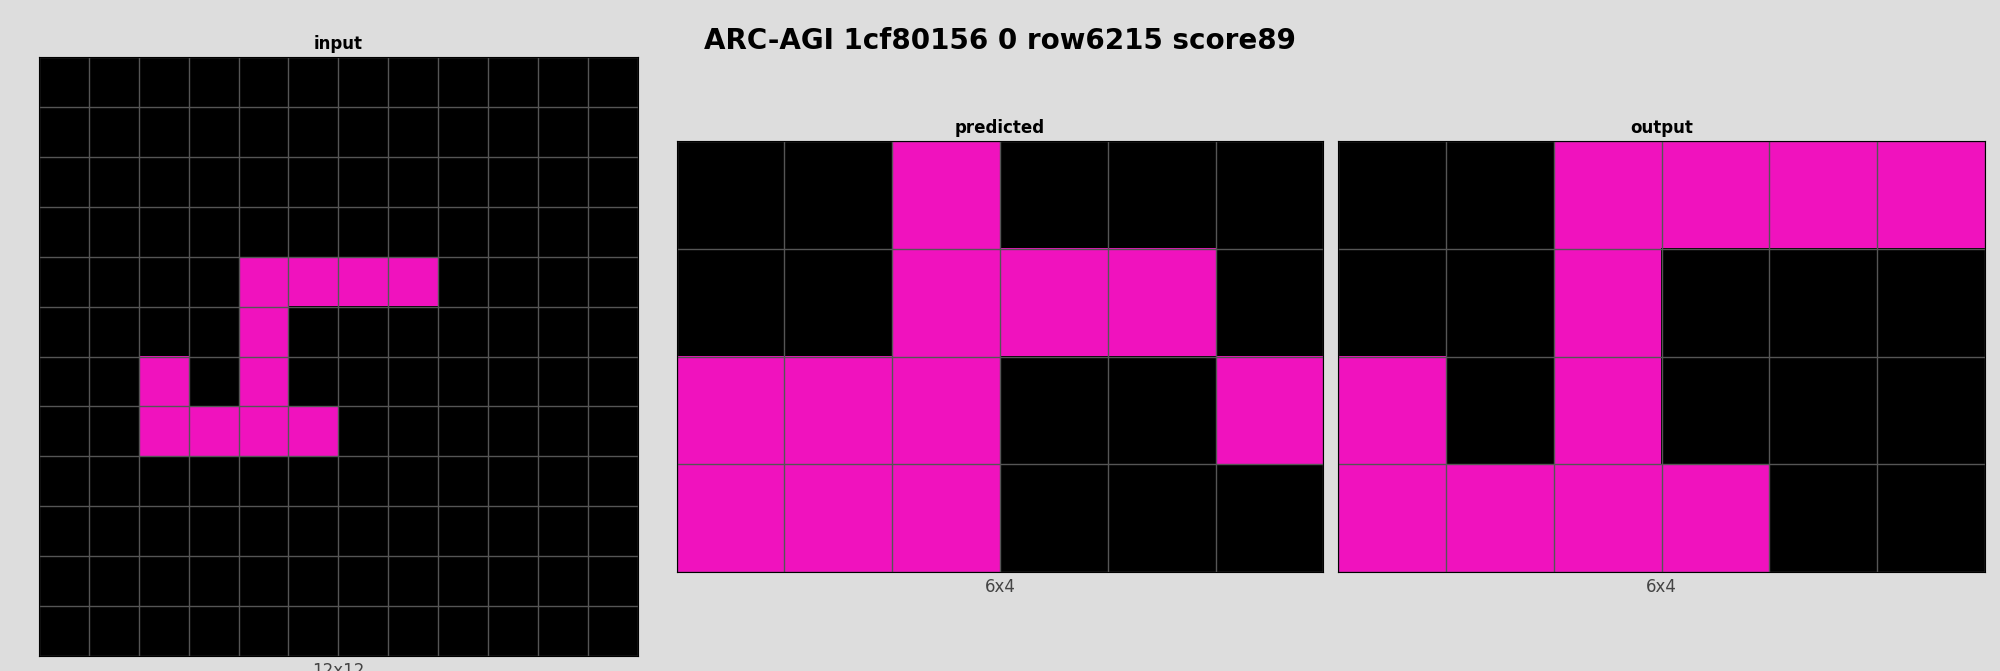 ARC-AGI 1cf80156 0 row6215 score89
input
predicted
output
6x4
6x4
12x12